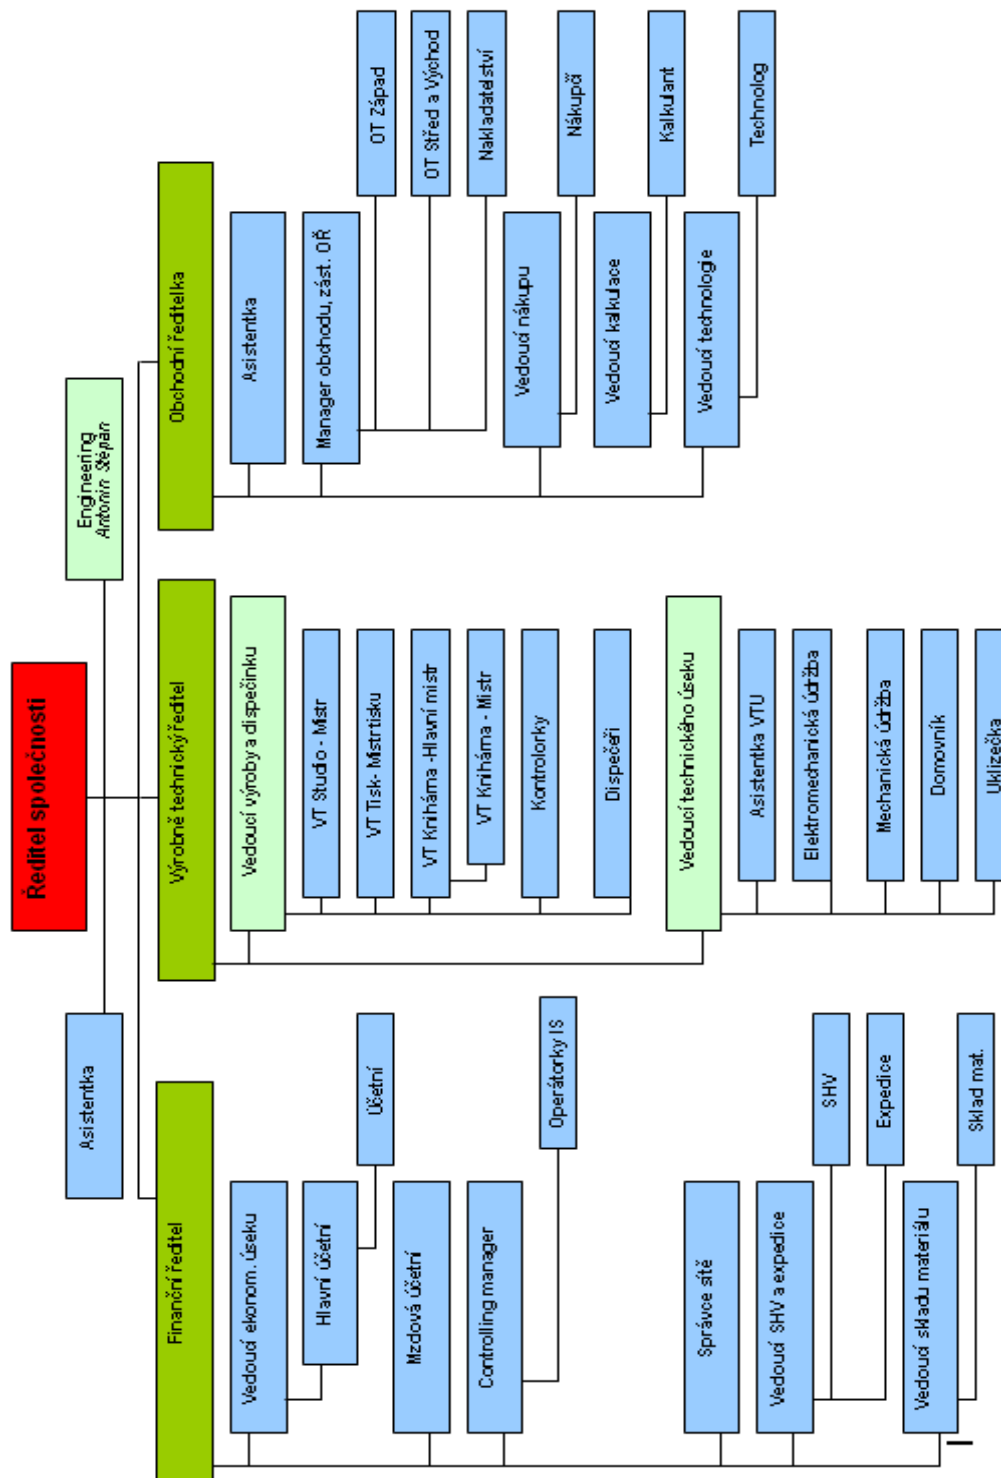 Ředitel společnosti
Asistentka
Engineering
Antonín Štěpán
Finanční ředitel
Vedoucí ekonom. úseku
Hlavní účetní
Účetní
Mzdová účetní
Controlling manager
Operátorky IS
Správce sítě
Vedoucí SHV a expedice
SHV
Expedice
Vedoucí skladu materiálu
Sklad mat.
Výrobně technický ředitel
Vedoucí výroby a dispečinku
VT Studio - Mistr
VT Tisk- Mistr tisku
VT Knihárna -Hlavní mistr
VT Knihárna - Mistr
Kontrolorky
Dispečeři
Vedoucí technického úseku
Asistentka VTU
Elektromechanická údržba
Mechanická údržba
Domovník
Uklízečka
Obchodní ředitelka
Asistentka
Manager obchodu, zást. OŘ
OT Západ
OT Střed a Východ
Nakladatelství
Vedoucí nákupu
Nákupčí
Vedoucí kalkulace
Kalkulant
Vedoucí technologie
Technolog